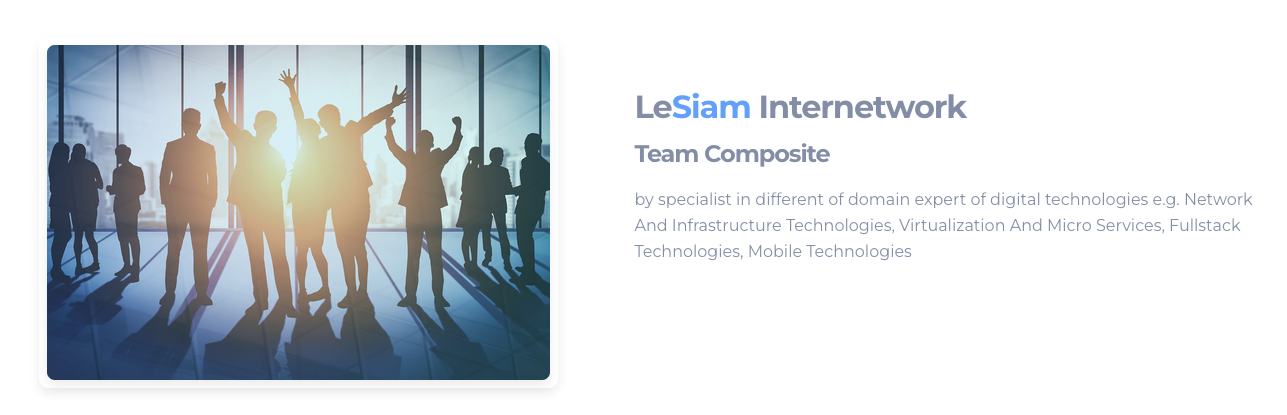 LeSiam Internetwork
Team Composite
by specialist in different of domain expert of digital technologies e.g. Network
And Infrastructure Technologies, Virtualization And Micro Services, Fullstack
Technologies, Mobile Technologies